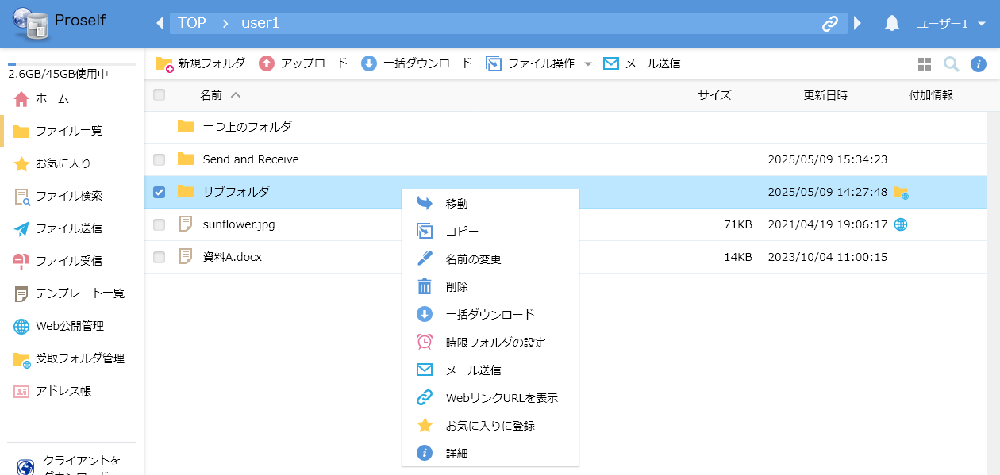 Proself
TOP > user1
ユーザー1
2.6GB/45GB使用中
ホーム
ファイル一覧
お気に入り
ファイル検索
ファイル送信
ファイル受信
テンプレート一覧
Web公開管理
受取フォルダ管理
アドレス帳
クライアントを
ダウンロード
新規フォルダ アップロード 一括ダウンロード ファイル操作 メール送信
名前 サイズ 更新日時 付加情報
一つ上のフォルダ
Send and Receive 2025/05/09 15:34:23
サブフォルダ 2025/05/09 14:27:48
sunflower.jpg 71KB 2021/04/19 19:06:17
資料A.docx 14KB 2023/10/04 11:00:15
移動
コピー
名前の変更
削除
一括ダウンロード
時限フォルダの設定
メール送信
WebリンクURLを表示
お気に入りに登録
詳細